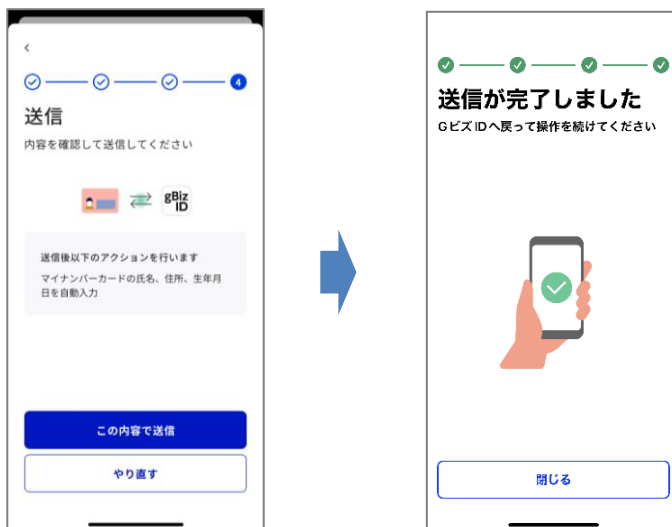 4
送信
内容を確認して送信してください
gBiz
ID
送信後以下のアクションを行います
マイナンバーカードの氏名、住所、生年月
日を自動入力
この内容で送信
やり直す
送信が完了しました
GビズIDへ戻って操作を続けてください
閉じる